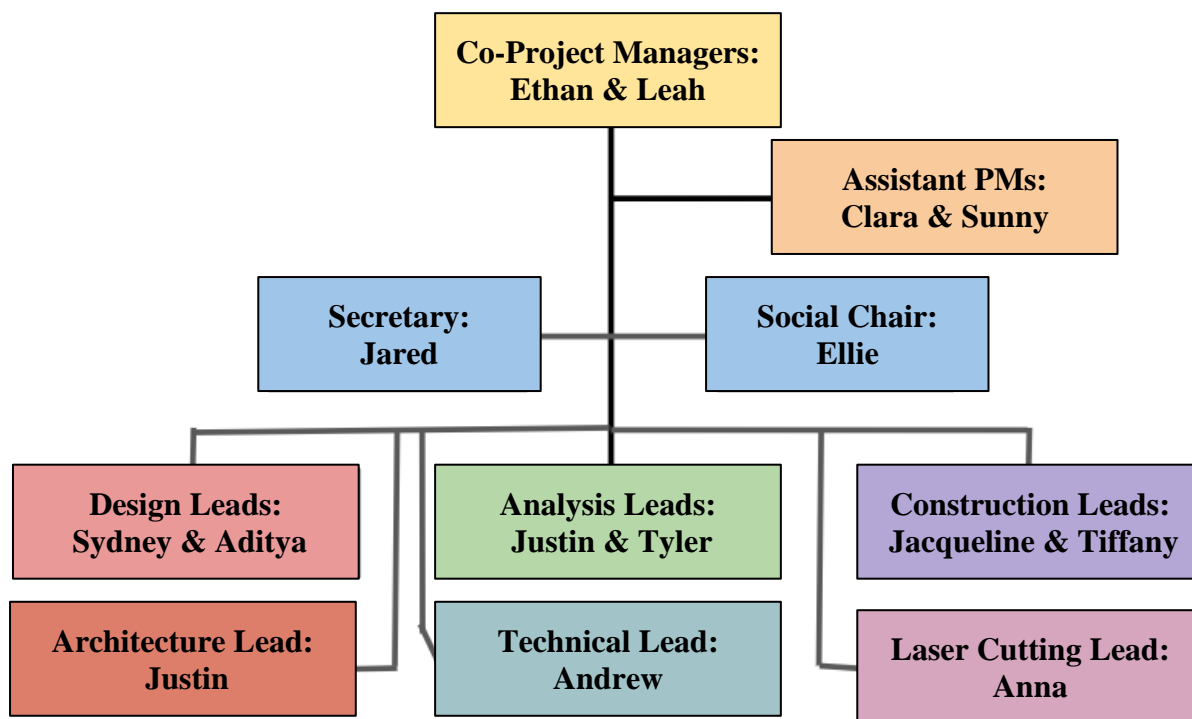 Co-Project Managers:
Ethan & Leah
Assistant PMs:
Clara & Sunny
Secretary:
Jared
Social Chair:
Ellie
Design Leads:
Sydney & Aditya
Analysis Leads:
Justin & Tyler
Construction Leads:
Jacqueline & Tiffany
Architecture Lead:
Justin
Technical Lead:
Andrew
Laser Cutting Lead:
Anna